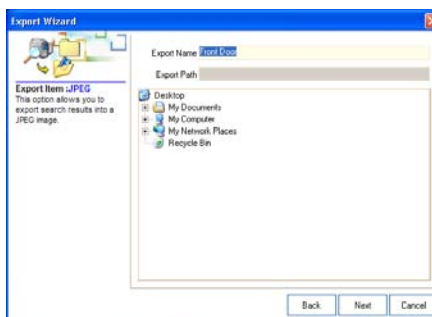 Export Wizard
Export Item :JPEG
This option allows you to
export search results into a
JPEG image.
Export Name Front Door
Export Path
Desktop
My Documents
My Computer
My Network Places
Recycle Bin
Back Next Cancel